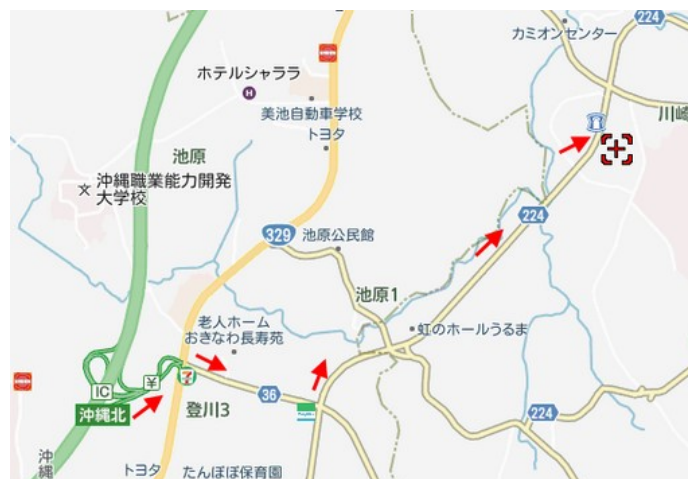 224
カミオンセンター
ホテルシャララ
H
美池自動車学校
トヨタ
川崎
池原
沖縄職業能力開発
大学校
224
329
池原公民館
池原1
老人ホーム
おきなわ長寿苑
虹のホールうるま
IC
¥
7
36
沖縄北
登川3
224
沖縄
トヨタ
たんぽぽ保育園